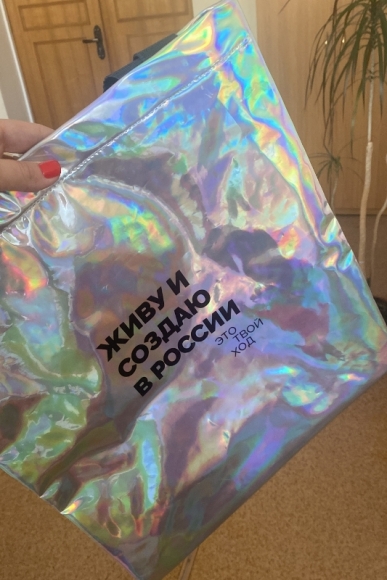 ЖИВУ И
СОЗДАЮ
В РОССИИ
ЭТО
ТВОЙ
ХОД